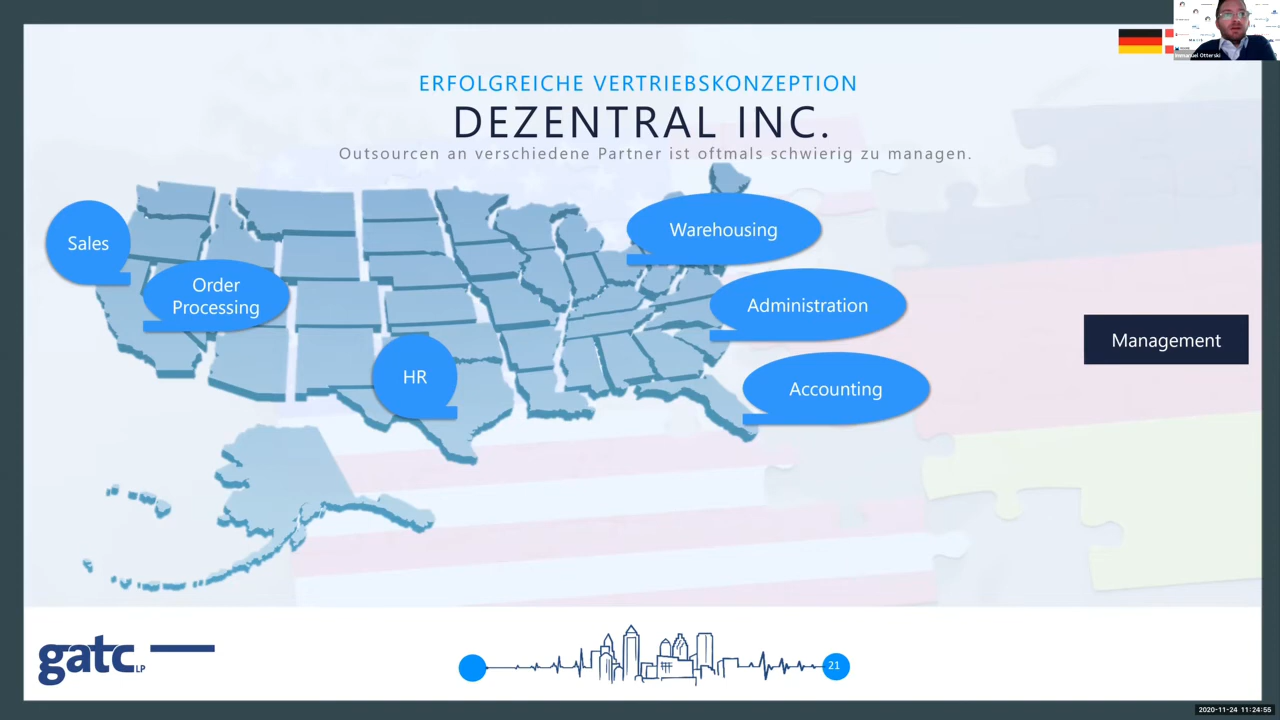 ERFOLGREICHE VERTRIEBSKONZEPTION
DEZENTRAL INC.
Outsourcen an verschiedene Partner ist oftmals schwierig zu managen.
Sales
Order
Processing
HR
Warehousing
Administration
Accounting
Management
gatc LP
21
2020-11-24 11:24:55